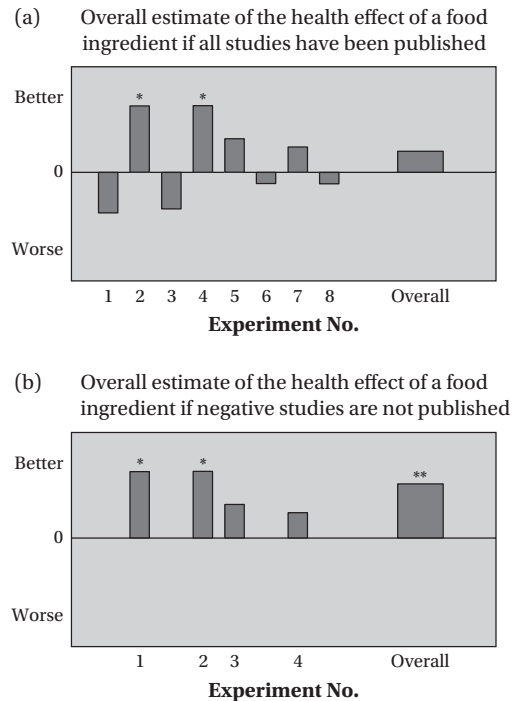 (a) Overall estimate of the health effect of a food
ingredient if all studies have been published
Better
* *
0
Worse
1 2 3 4 5 6 7 8 Overall
Experiment No.
(b) Overall estimate of the health effect of a food
ingredient if negative studies are not published
Better
* * **
0
Worse
1 2 3 4 Overall
Experiment No.